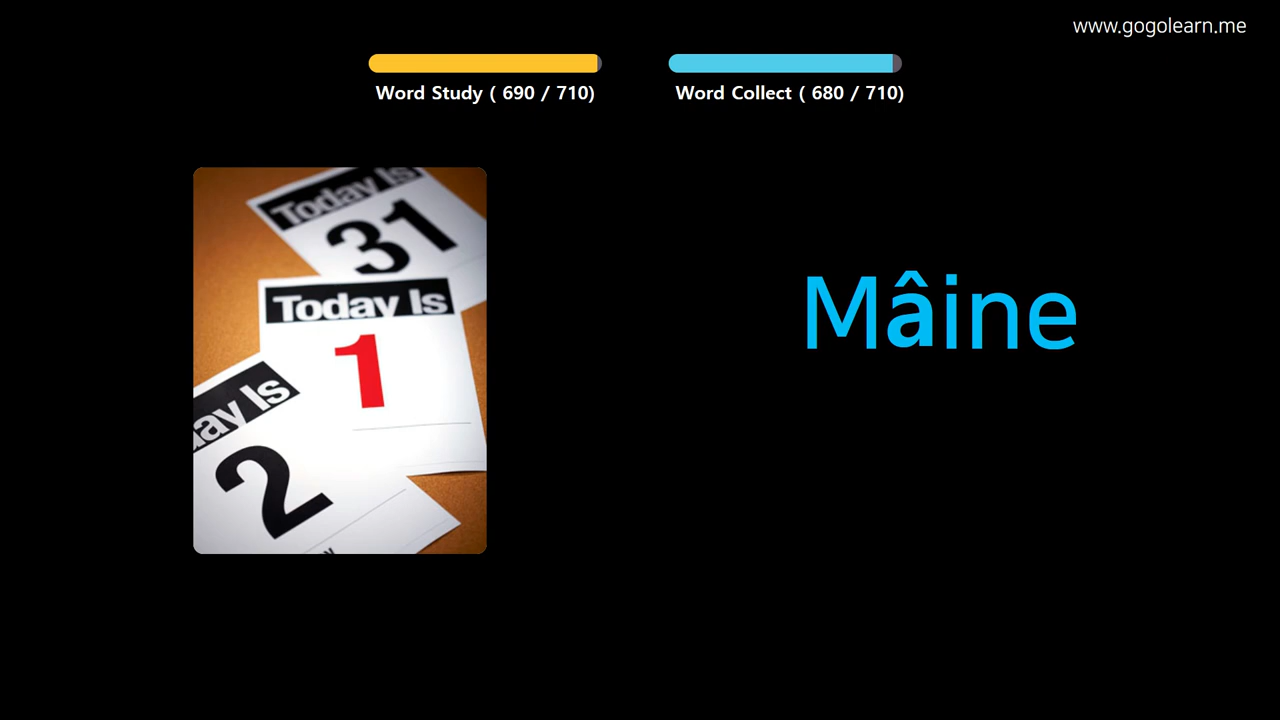 www.gogolearn.me
Word Study ( 690 / 710)
Word Collect ( 680 / 710)
Today Is
31
Today Is
1
ay Is
2
Mâine